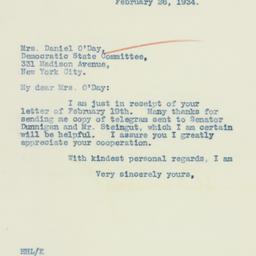 February 26, 1934.
Mrs. Daniel O'Day,
Democratic State Committee,
331 Madison Avenue,
New York City.
My dear Mrs. O'Day:
I am just in receipt of your
letter of February 19th. Many thanks for
sending me copy of telegram sent to Senator
Dunnigan and Mr. Steingut, which I am certain
will be helpful. I assure you I greatly
appreciate your cooperation.
With kindest personal regards, I am
Very sincerely yours,
HHL/K